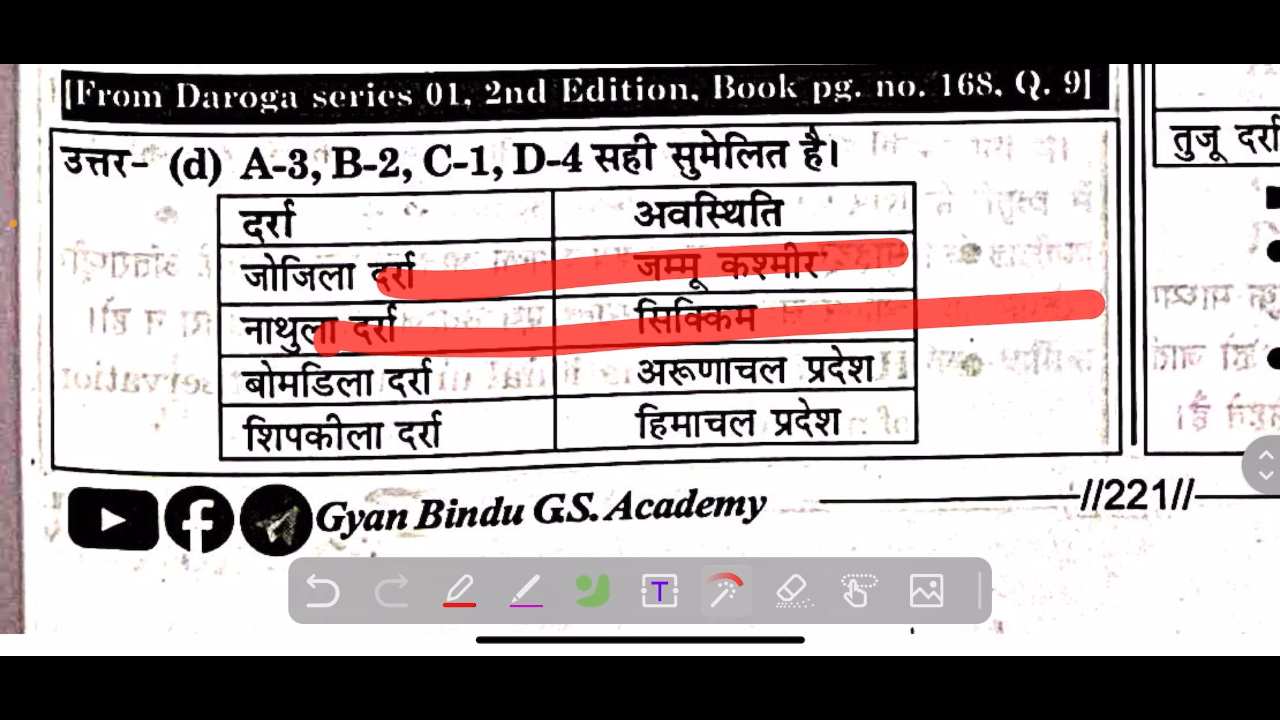 [From Daroga series 01, 2nd Edition, Book pg. no. 168, Q. 9]
उत्तर- (d) A-3, B-2, C-1, D-4 सही सुमेलित है।
दर्रा अवस्थिति
जोजिला दर्रा जम्मू कश्मीर
नाथुला दर्रा सिक्किम
बोमडिला दर्रा अरूणाचल प्रदेश
शिपकीला दर्रा हिमाचल प्रदेश
Gyan Bindu G.S. Academy //221//
तुजू दर्रा
T